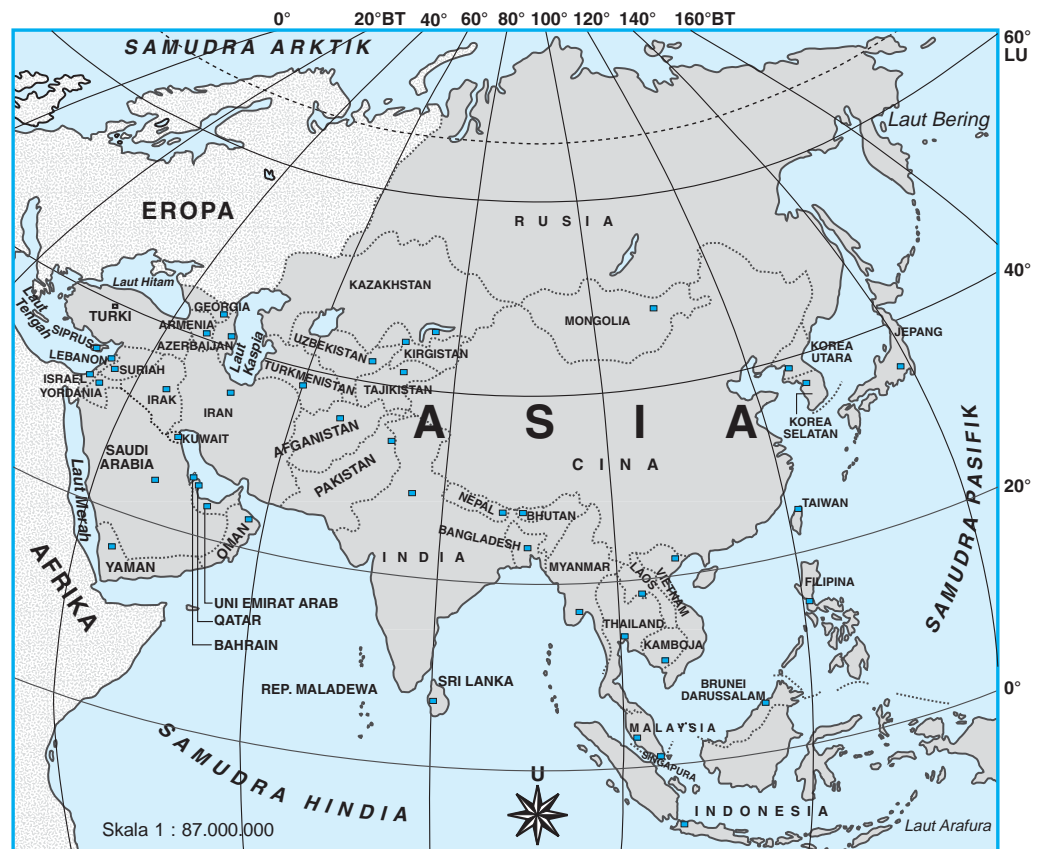 0° 20°BT 40° 60° 80° 100° 120° 140° 160°BT
60°
LU
SAMUDRA ARKTIK
Laut Bering
EROPA
RUSIA
40°
Laut Hitam
KAZAKHSTAN
GEORGIA
Laut
Tengah
TURKI
ARMENIA
MONGOLIA
AZERBAIJAN
Laut
Kaspia
UZBEKISTAN
KIRGISTAN
KOREA
UTARA
JEPANG
SIPRUS
LEBANON
SURIAH
TURKMENISTAN
TAJIKISTAN
ISRAEL
YORDANIA
IRAK
IRAN
ASIA
KOREA
SELATAN
KUWAIT
AFGANISTAN
SAUDI
ARABIA
PAKISTAN
CINA
20°
Laut Merah
NEPAL
BHUTAN
TAIWAN
SAMUDRA PASIFIK
OMAN
BANGLADESH
AFRIKA
YAMAN
INDIA
MYANMAR
LAOS
VIETNAM
FILIPINA
UNI EMIRAT ARAB
QATAR
BAHRAIN
THAILAND
KAMBOJA
REP. MALADEWA
SRI LANKA
BRUNEI
DARUSSALAM
0°
MALAYSIA
SAMUDRA HINDIA
SINGAPURA
U
INDONESIA
Skala 1 : 87.000.000
Laut Arafura